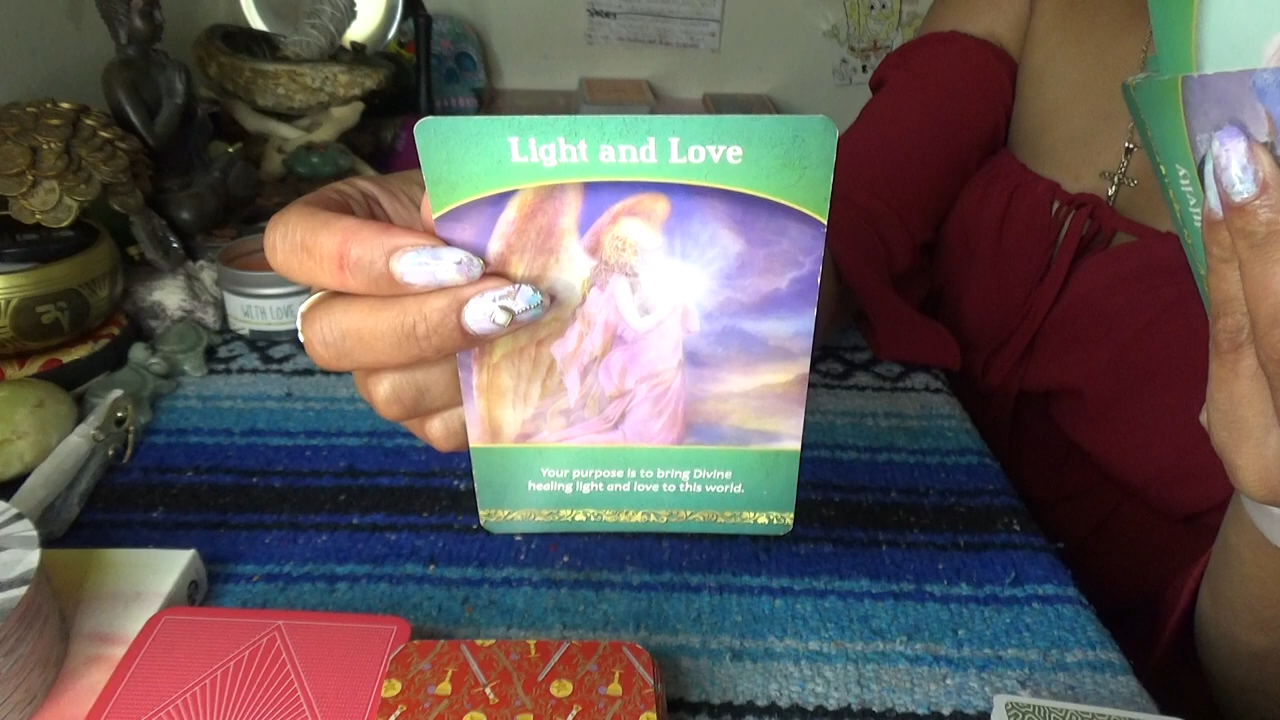 Light and Love
Your purpose is to bring Divine
healing light and love to this world.
WITH LOVE